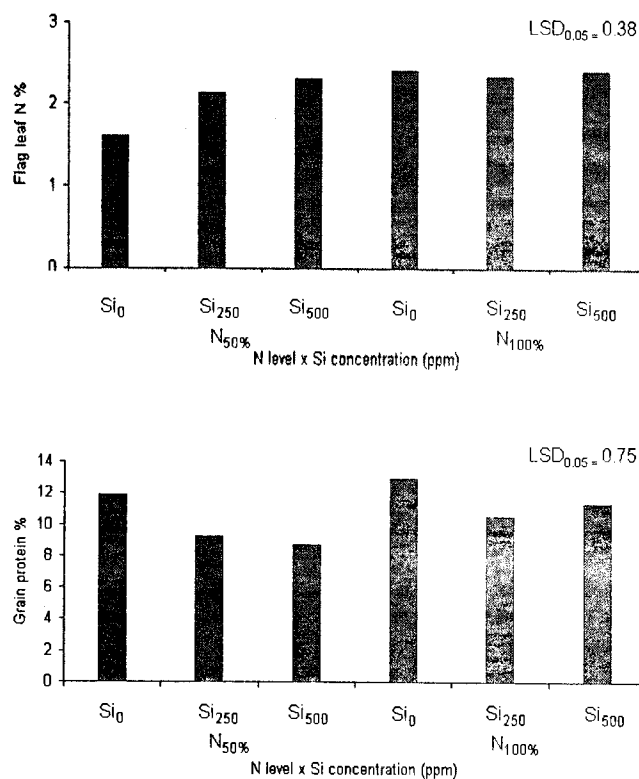 LSD0.05 = 0.38
Flag leaf N %
3
2
1
0
Si0 Si250 Si500 Si0 Si250 Si500
N50% N100%
N level x Si concentration (ppm)
LSD0.05 = 0.75
Grain protein %
14
12
10
8
6
4
2
0
Si0 Si250 Si500 Si0 Si250 Si500
N50% N100%
N level x Si concentration (ppm)